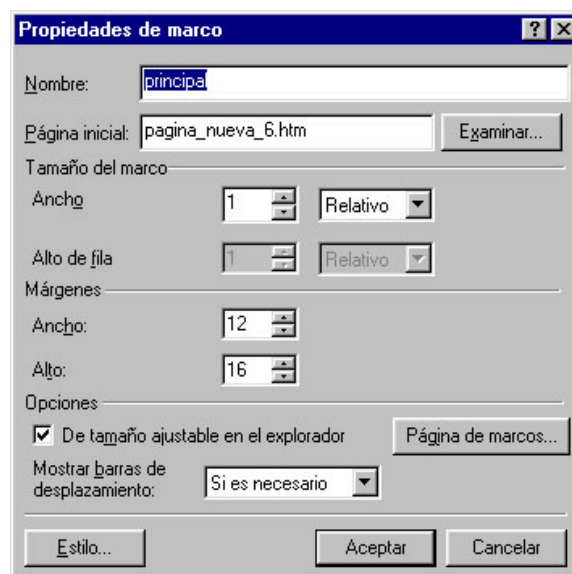 Propiedades de marco
Nombre: principal
Página inicial: pagina_nueva_6.htm Examinar...
Tamaño del marco
Ancho 1 Relativo
Alto de fila 1 Relativo
Márgenes
Ancho: 12
Alto: 16
Opciones
De tamaño ajustable en el explorador Página de marcos...
Mostrar barras de
desplazamiento: Si es necesario
Estilo... Aceptar Cancelar